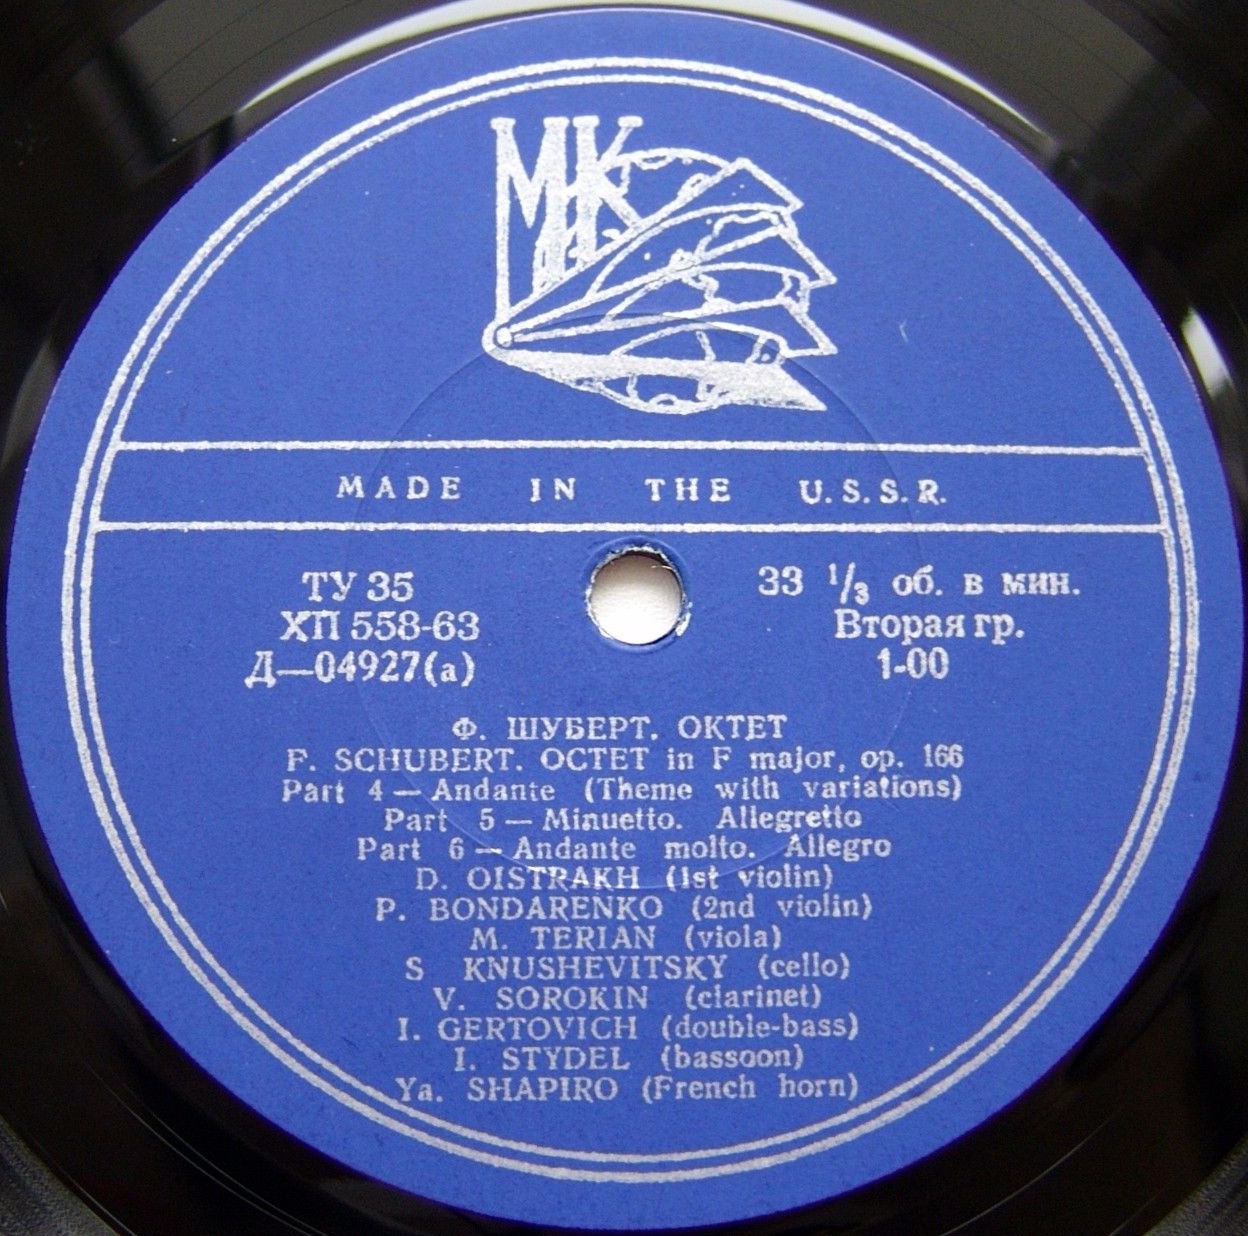 МК
MADE IN THE U.S.S.R.
ТУ 35
ХП 558-63
Д—04927(а)
33 1/3 об. в мин.
Вторая гр.
1-00
Ф. ШУБЕРТ. ОКТЕТ
F. SCHUBERT. OCTET in F major, op. 166
Part 4 — Andante (Theme with variations)
Part 5 — Minuetto. Allegretto
Part 6 — Andante molto. Allegro
D. OISTRAKH (1st violin)
P. BONDARENKO (2nd violin)
M. TERIAN (viola)
S KNUSHEVITSKY (cello)
V. SOROKIN (clarinet)
I. GERTOVICH (double-bass)
I. STYDEL (bassoon)
Ya. SHAPIRO (French horn)